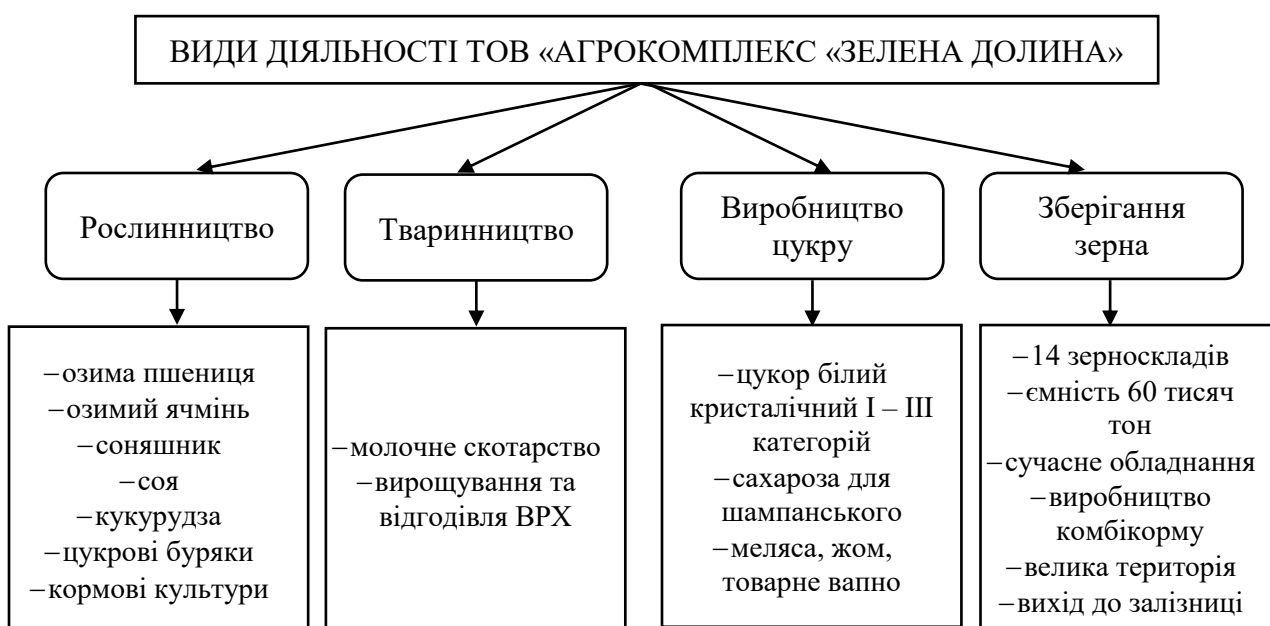 ВИДИ ДІЯЛЬНОСТІ ТОВ «АГРОКОМПЛЕКС «ЗЕЛЕНА ДОЛИНА»
Рослинництво
–озима пшениця
–озимий ячмінь
–соняшник
–соя
–кукурудза
–цукрові буряки
–кормові культури
Тваринництво
–молочне скотарство
–вирощування та
відгодівля ВРХ
Виробництво
цукру
–цукор білий
кристалічний І – ІІІ
категорій
–сахароза для
шампанського
–меляса, жом,
товарне вапно
Зберігання
зерна
–14 зерноскладів
–ємність 60 тисяч
тон
–сучасне обладнання
–виробництво
комбікорму
–велика територія
–вихід до залізниці